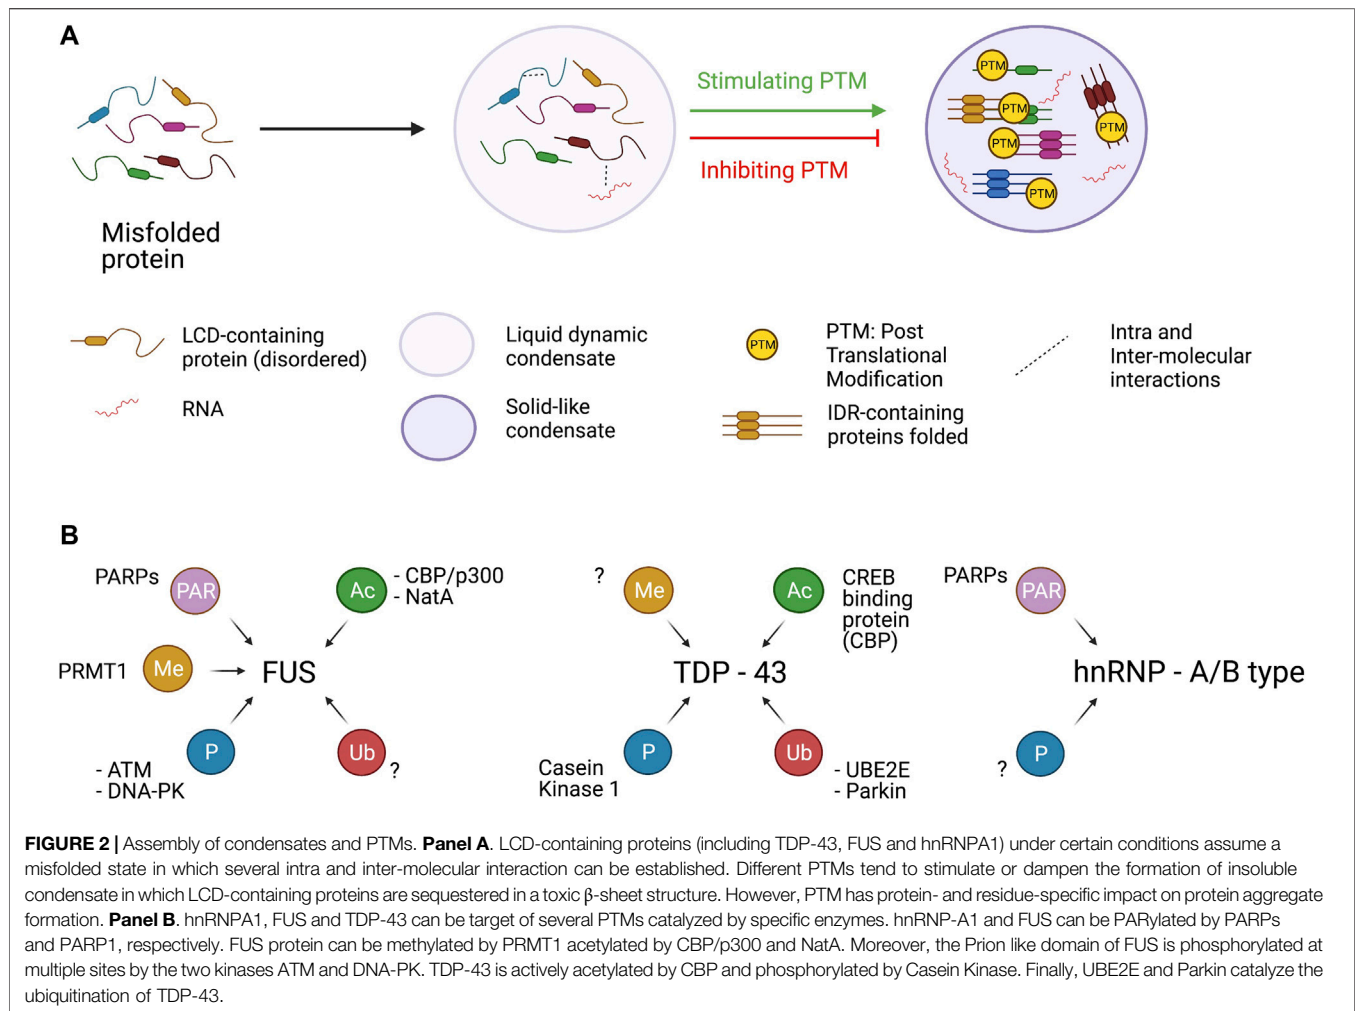 A
Misfolded
protein
Stimulating PTM
Inhibiting PTM
PTM
PTM
PTM
PTM
PTM
LCD-containing
protein (disordered)
RNA
Liquid dynamic
condensate
Solid-like
condensate
PTM
PTM: Post
Translational
Modification
IDR-containing
proteins folded
Intra and
Inter-molecular
interactions
B
PARPs
PAR
Ac
- CBP/p300
- NatA
PRMT1
Me
FUS
P
- ATM
- DNA-PK
Ub
?
?
Me
Ac
CREB
binding
protein
(CBP)
TDP - 43
Casein
Kinase 1
P
Ub
- UBE2E
- Parkin
PARPs
PAR
hnRNP - A/B type
?
P
FIGURE 2 | Assembly of condensates and PTMs. Panel A. LCD-containing proteins (including TDP-43, FUS and hnRNPA1) under certain conditions assume a
misfolded state in which several intra and inter-molecular interaction can be established. Different PTMs tend to stimulate or dampen the formation of insoluble
condensate in which LCD-containing proteins are sequestered in a toxic β-sheet structure. However, PTM has protein- and residue-specific impact on protein aggregate
formation. Panel B. hnRNPA1, FUS and TDP-43 can be target of several PTMs catalyzed by specific enzymes. hnRNP-A1 and FUS can be PARylated by PARPs
and PARP1, respectively. FUS protein can be methylated by PRMT1 acetylated by CBP/p300 and NatA. Moreover, the Prion like domain of FUS is phosphorylated at
multiple sites by the two kinases ATM and DNA-PK. TDP-43 is actively acetylated by CBP and phosphorylated by Casein Kinase. Finally, UBE2E and Parkin catalyze the
ubiquitination of TDP-43.